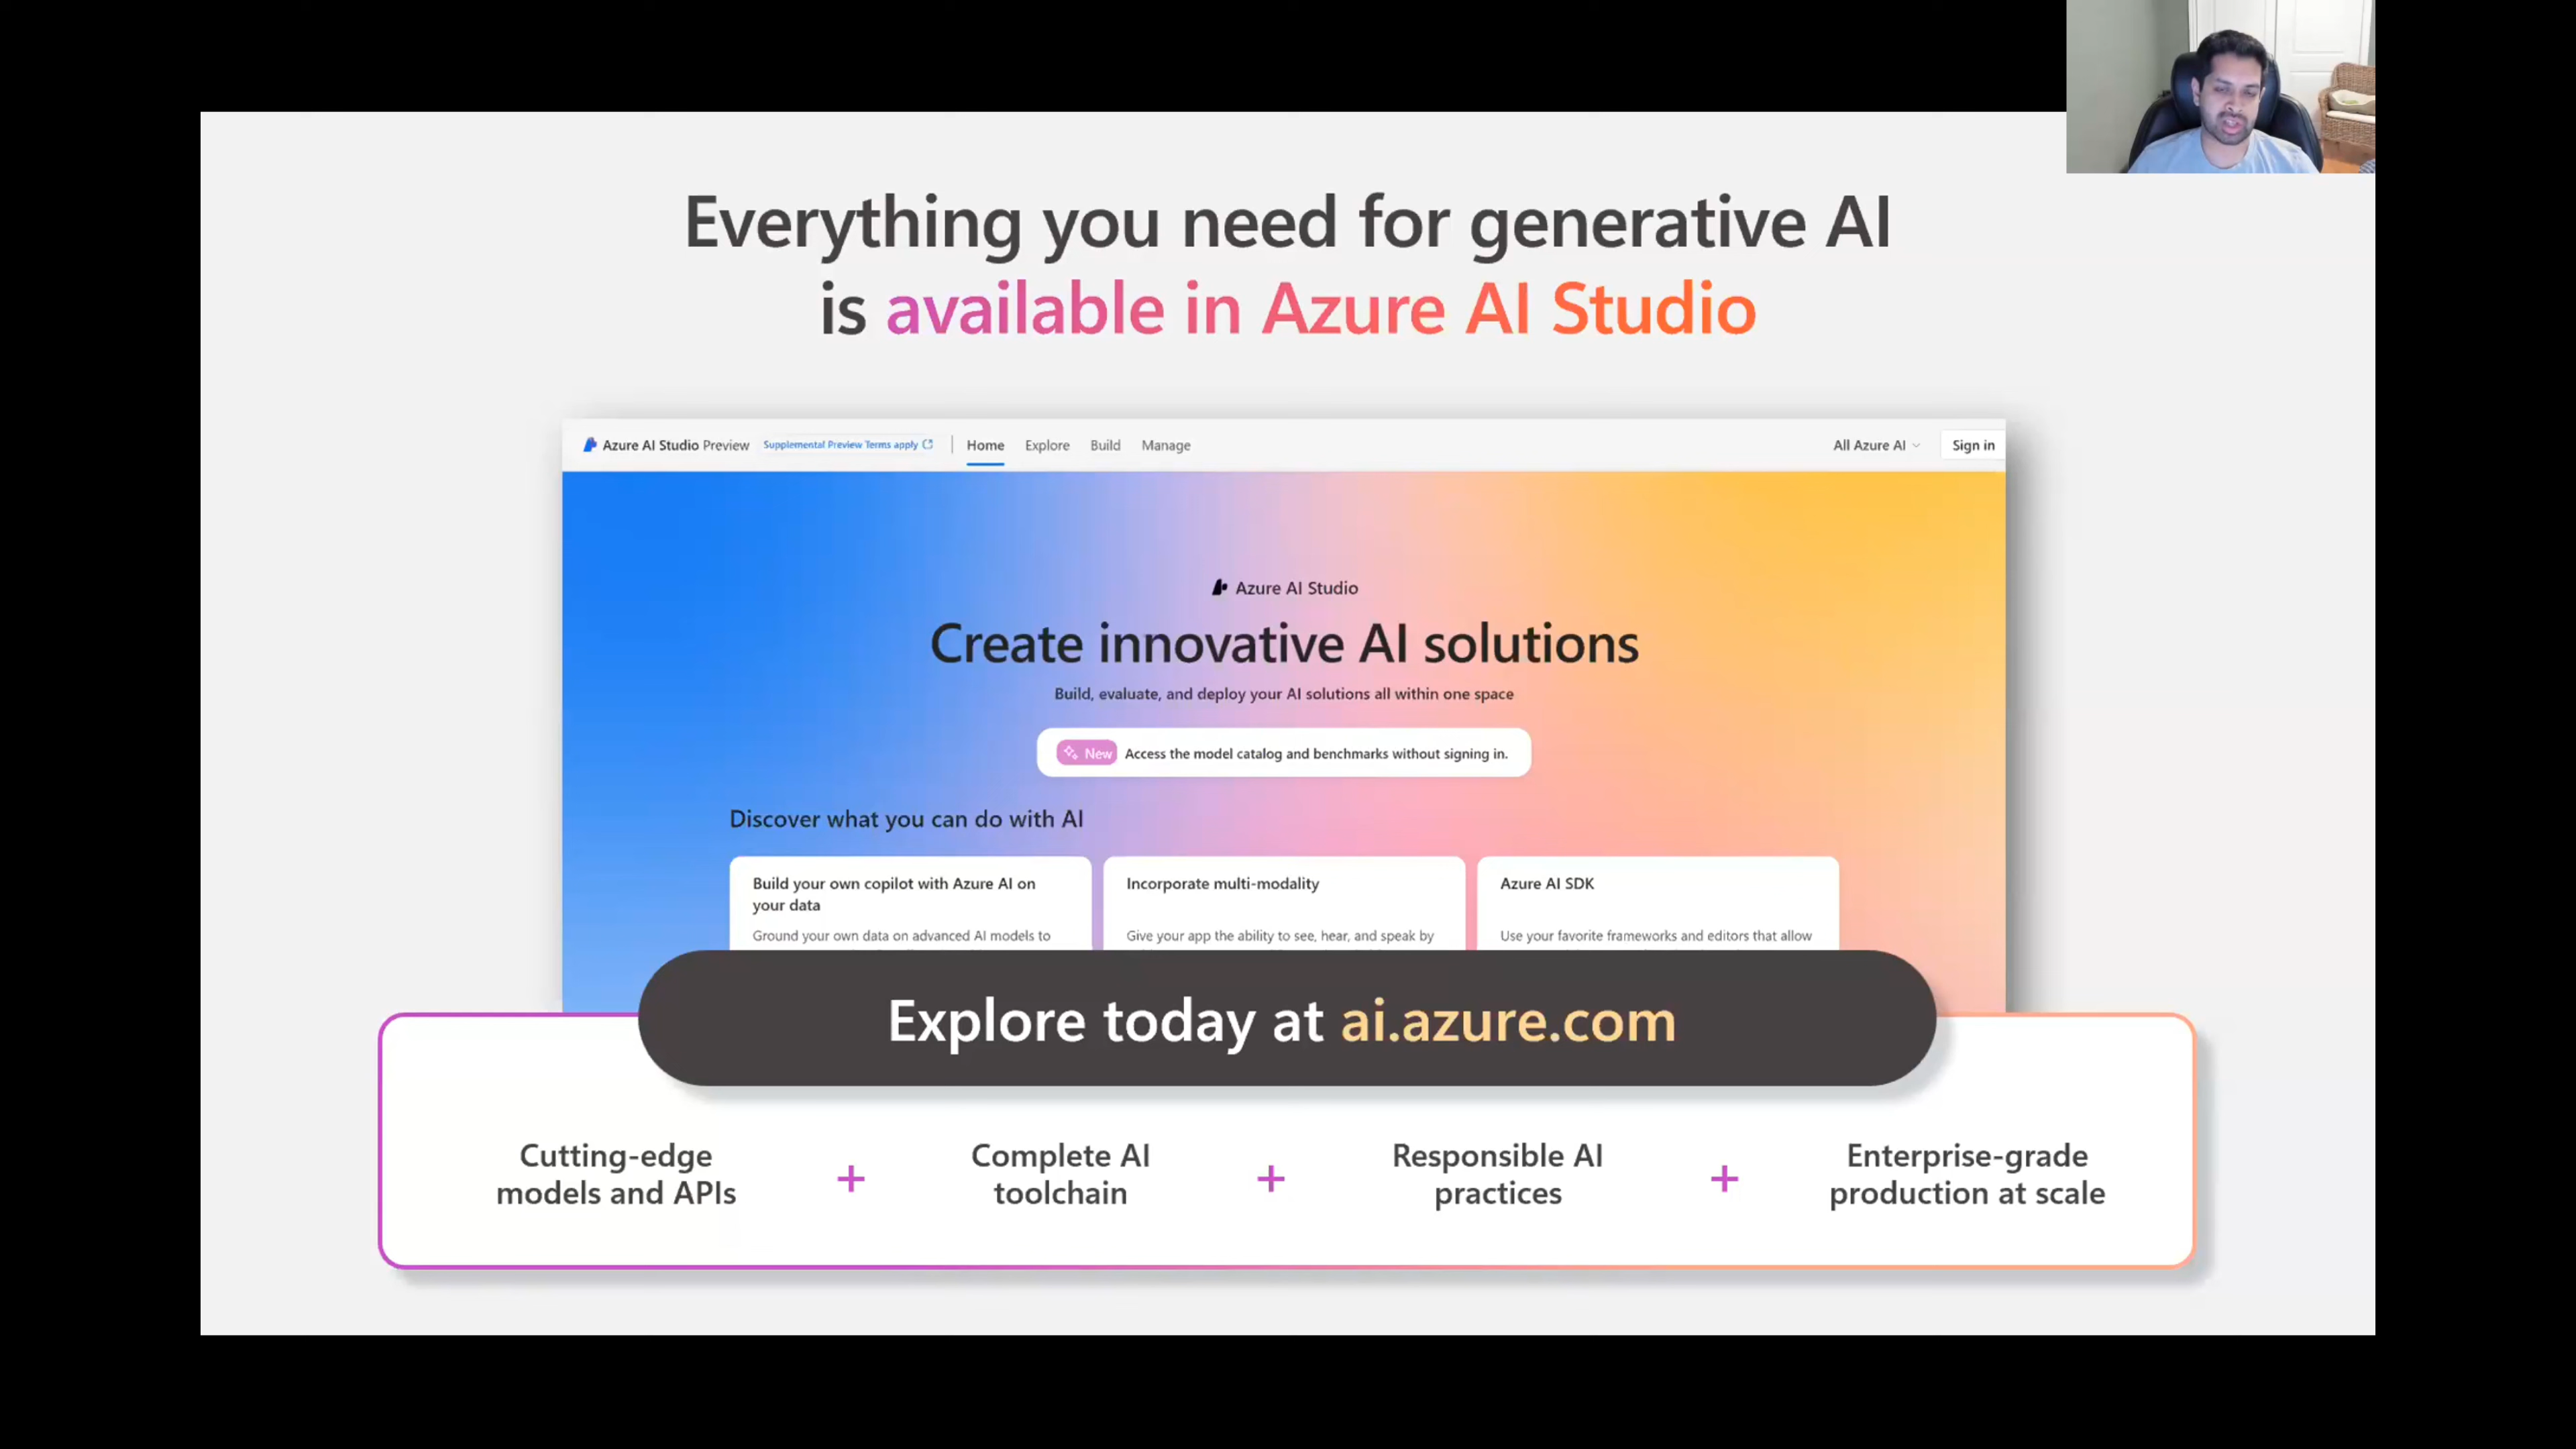 Everything you need for generative AI
is available in Azure AI Studio
Azure AI Studio Preview Supplemental Preview Terms apply Home Explore Build Manage All Azure AI Sign in
Azure AI Studio
Create innovative AI solutions
Build, evaluate, and deploy your AI solutions all within one space
New Access the model catalog and benchmarks without signing in.
Discover what you can do with AI
Build your own copilot with Azure AI on
your data
Ground your own data on advanced AI models to
Incorporate multi-modality
Give your app the ability to see, hear, and speak by
Azure AI SDK
Use your favorite frameworks and editors that allow
Explore today at ai.azure.com
Cutting-edge
models and APIs
+
Complete AI
toolchain
+
Responsible AI
practices
+
Enterprise-grade
production at scale